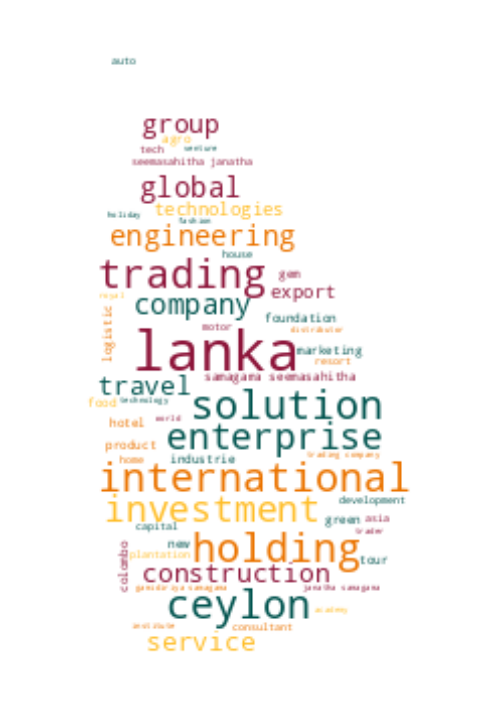 auto
group
agro
tech venture
seemasahitha janatha
global
technologies
holiday fashion
engineering
house
trading gem
export
royal
company
logistic foundation
motor distributor
lanka marketing
resort
samagama seemasahitha
travel
food technology
solution
world
hotel
enterprise
product
trading company
home industrie
international
development
investment
green asia
capital
trader
new
holding
plantation tour
colombo
construction
janatha samagama
ceylon
academy
institute consultant
service